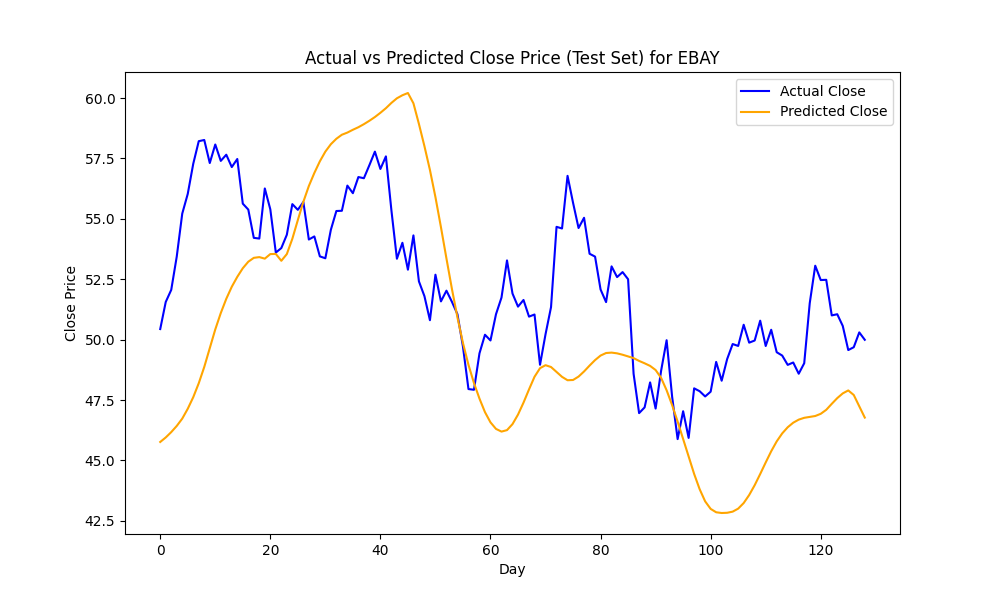 Actual vs Predicted Close Price (Test Set) for EBAY
Actual Close
Predicted Close
Close Price
60.0
57.5
55.0
52.5
50.0
47.5
45.0
42.5
0 20 40 60 80 100 120
Day